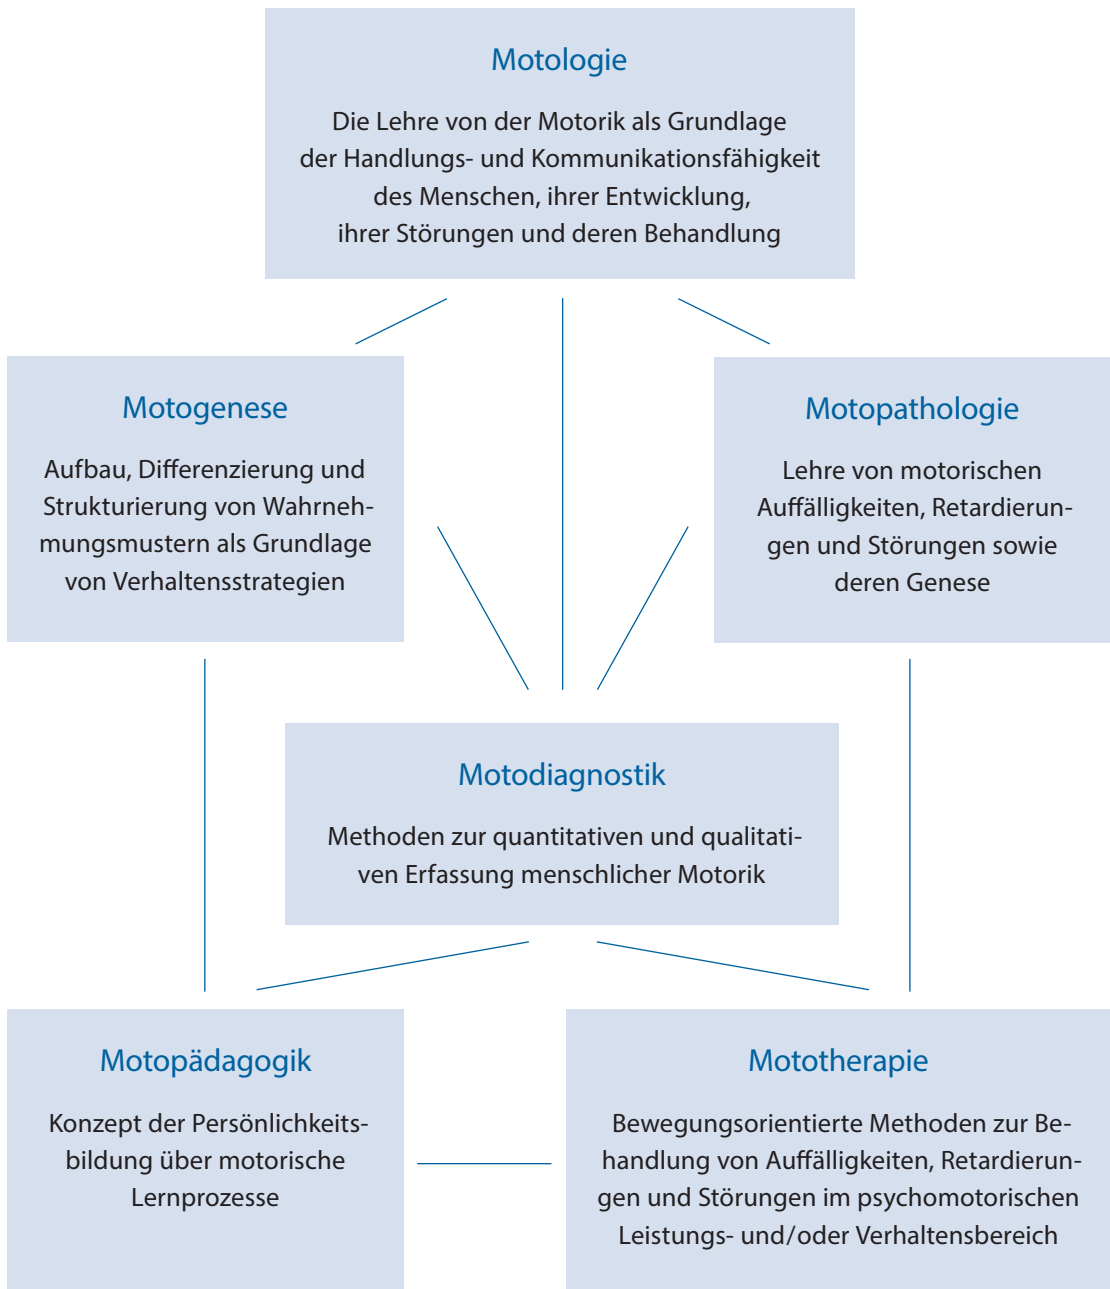 Motologie
Die Lehre von der Motorik als Grundlage
der Handlungs- und Kommunikationsfähigkeit
des Menschen, ihrer Entwicklung,
ihrer Störungen und deren Behandlung
Motogenese
Aufbau, Differenzierung und
Strukturierung von Wahrneh-
mungsmustern als Grundlage
von Verhaltensstrategien
Motopathologie
Lehre von motorischen
Auffälligkeiten, Retardierun-
gen und Störungen sowie
deren Genese
Motodiagnostik
Methoden zur quantitativen und qualitati-
ven Erfassung menschlicher Motorik
Motopädagogik
Konzept der Persönlichkeits-
bildung über motorische
Lernprozesse
Mototherapie
Bewegungsorientierte Methoden zur Be-
handlung von Auffälligkeiten, Retardierun-
gen und Störungen im psychomotorischen
Leistungs- und/oder Verhaltensbereich